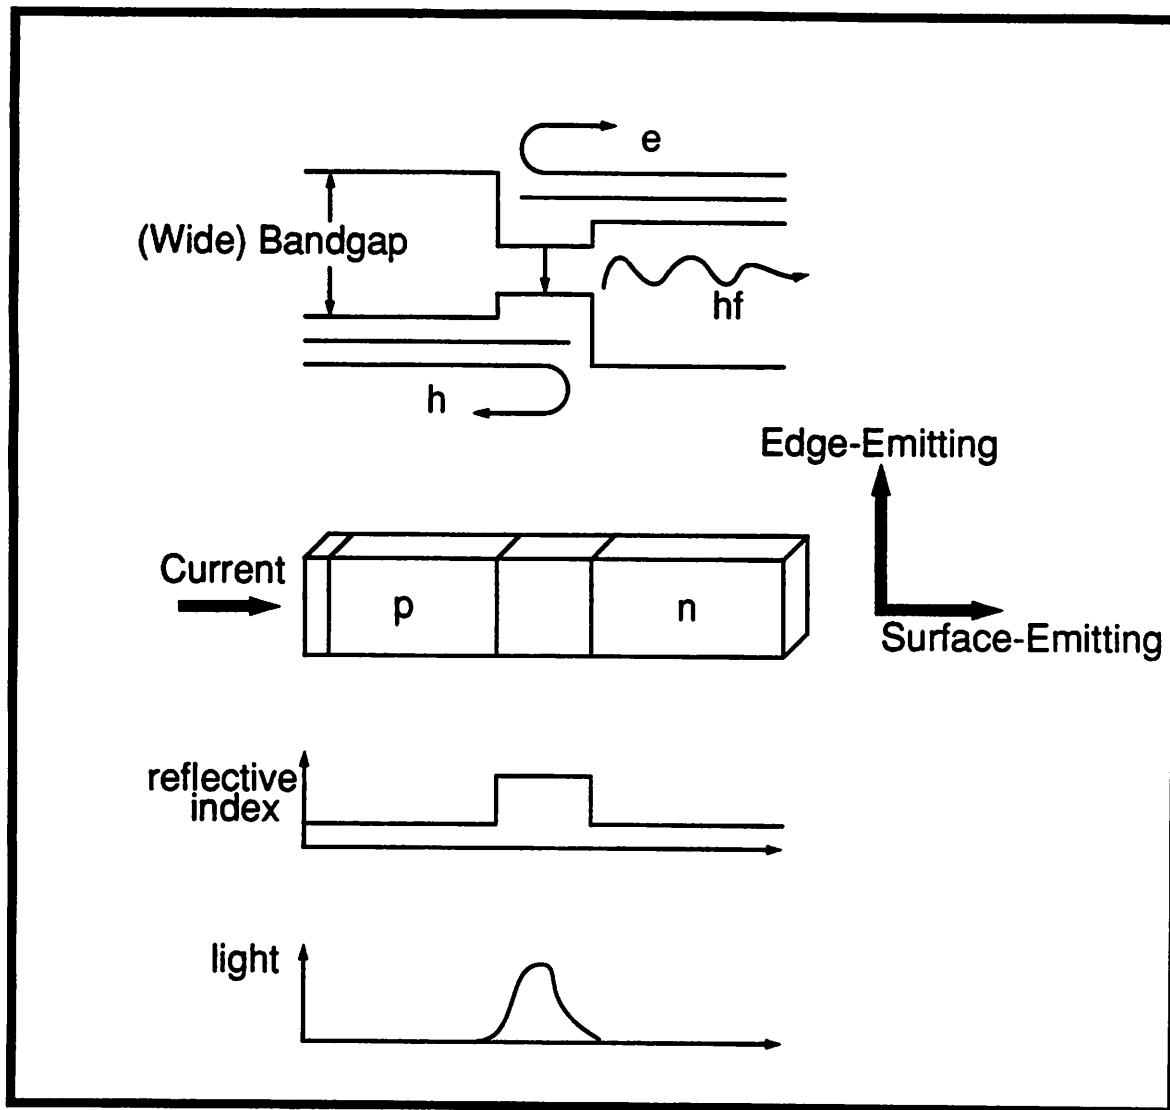 e
(Wide) Bandgap
hf
h
Edge-Emitting
Current
p
n
Surface-Emitting
reflective
index
light